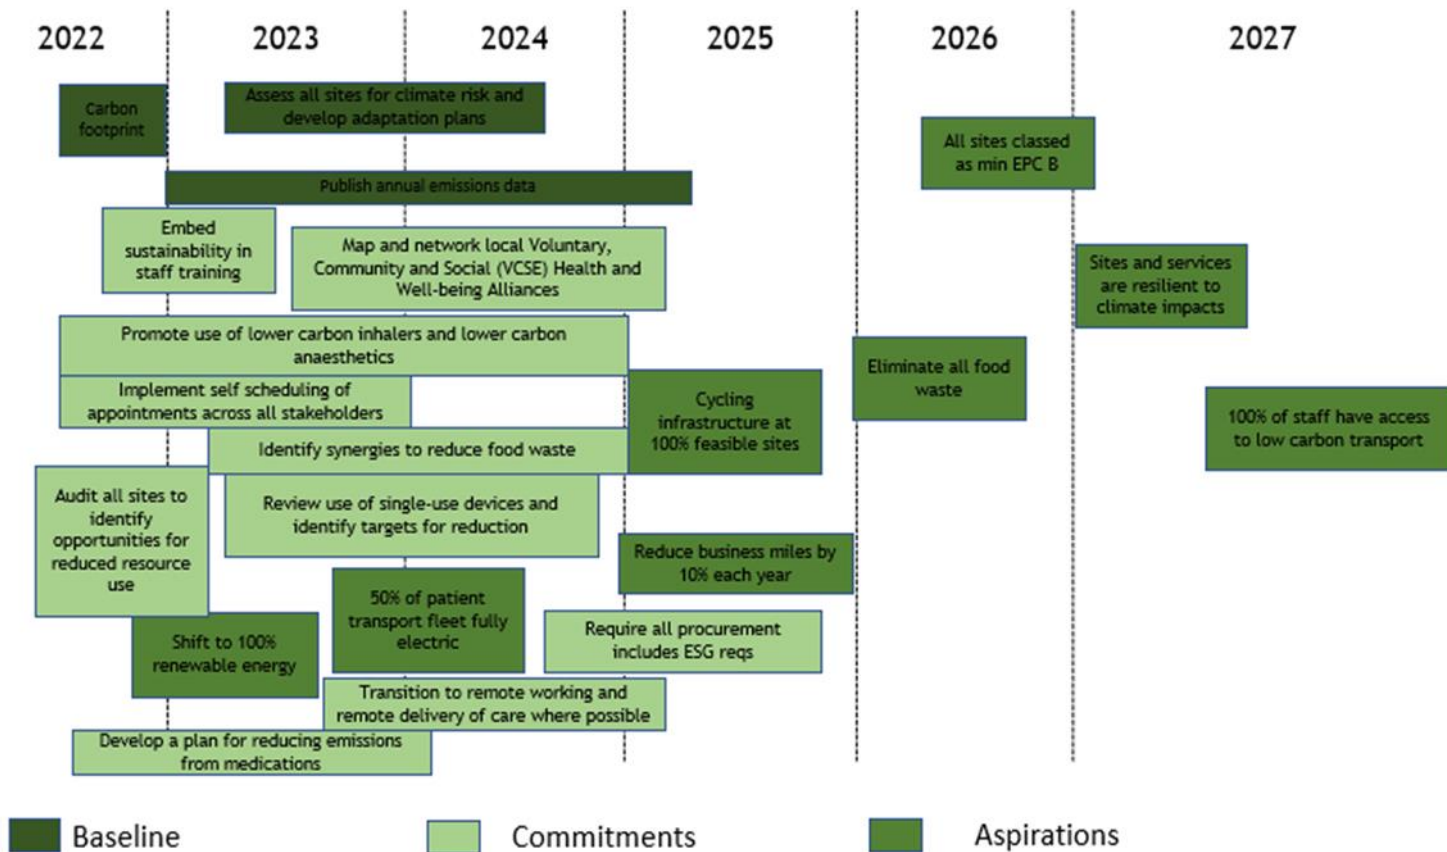 2022 2023 2024 2025 2026 2027
Carbon
footprint
Assess all sites for climate risk and
develop adaptation plans
All sites classed
as min EPC B
Publish annual emissions data
Embed
sustainability in
staff training
Map and network local Voluntary,
Community and Social (VCSE) Health and
Well-being Alliances
Sites and services
are resilient to
climate impacts
Promote use of lower carbon inhalers and lower carbon
anaesthetics
Eliminate all food
waste
Implement self scheduling of
appointments across all stakeholders
Cycling
infrastructure at
100% feasible sites
100% of staff have access
to low carbon transport
Identify synergies to reduce food waste
Audit all sites to
identify
opportunities for
reduced resource
use
Review use of single-use devices and
identify targets for reduction
Reduce business miles by
10% each year
50% of patient
transport fleet fully
electric
Shift to 100%
renewable energy
Require all procurement
includes ESG reqs
Transition to remote working and
remote delivery of care where possible
Develop a plan for reducing emissions
from medications
Baseline
Commitments
Aspirations